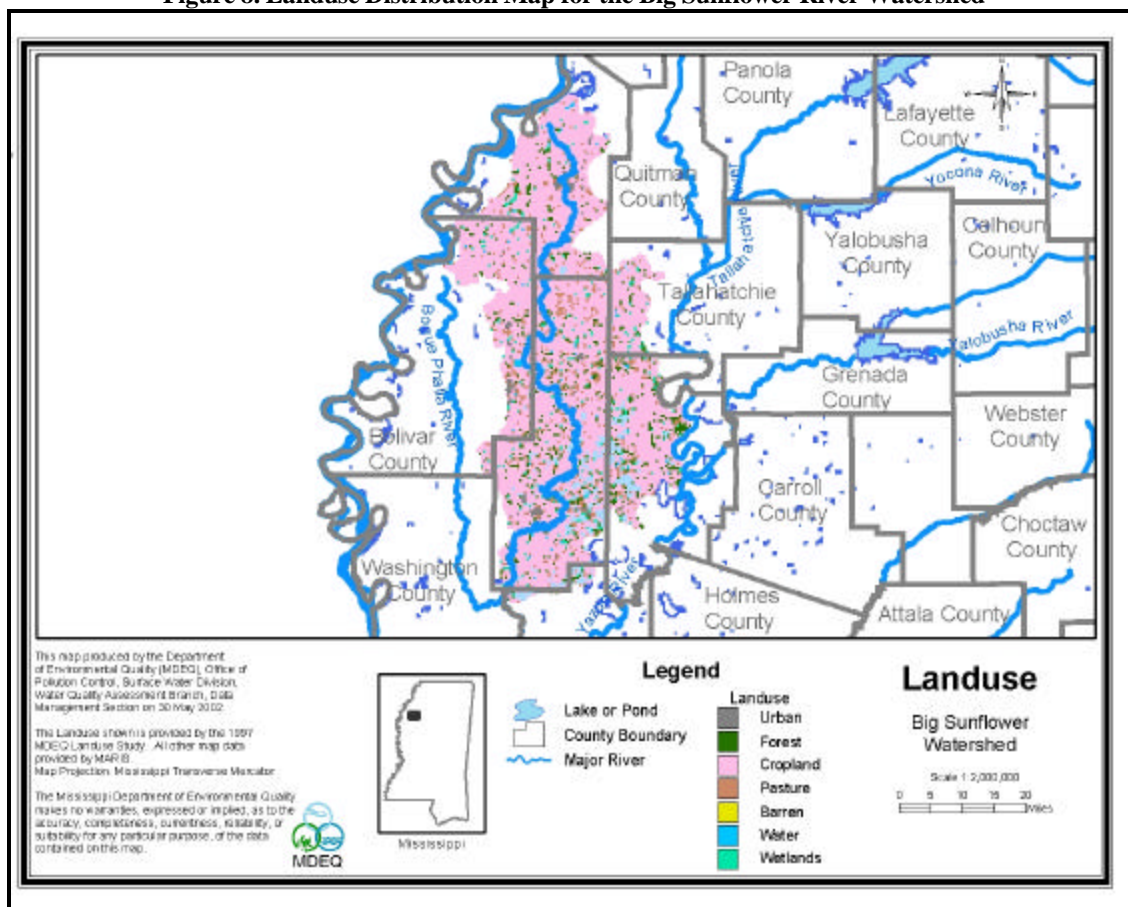 Figure 8. Landuse Distribution Map for the Big Sunflower River Watershed
Panola
County
Lafayette
County
Quitman
County
Yocona River
Tallahatchie River
Calhoun
County
Yalobusha
County
Tallahatchie
County
Bogue Phalia River
Yalobusha River
Grenada
County
Webster
County
Bolivar
County
Carroll
County
Choctaw
County
Washington
County
Yazoo River
Holmes
County
Attala County
This map produced by the Department
of Environmental Quality (MDEQ), Office of
Pollution Control, Surface Water Division,
Water Quality Assessment Branch, Data
Management Section on 30 May 2002.
The Landuse shown is provided by the 1997
MDEQ Landuse Study. All other map data
provided by MARIS.
Map Projection: Mississippi Transverse Mercator
The Mississippi Department of Environmental Quality
makes no warranties, expressed or implied, as to the
accuracy, completeness, currentness, reliability, or
suitability for any particular purpose, of the data
contained on this map.
MDEQ
Mississippi
Legend
Lake or Pond
County Boundary
Major River
Landuse
Urban
Forest
Cropland
Pasture
Barren
Water
Wetlands
Landuse
Big Sunflower
Watershed
Scale 1:2,000,000
0 5 10 15 20
Miles